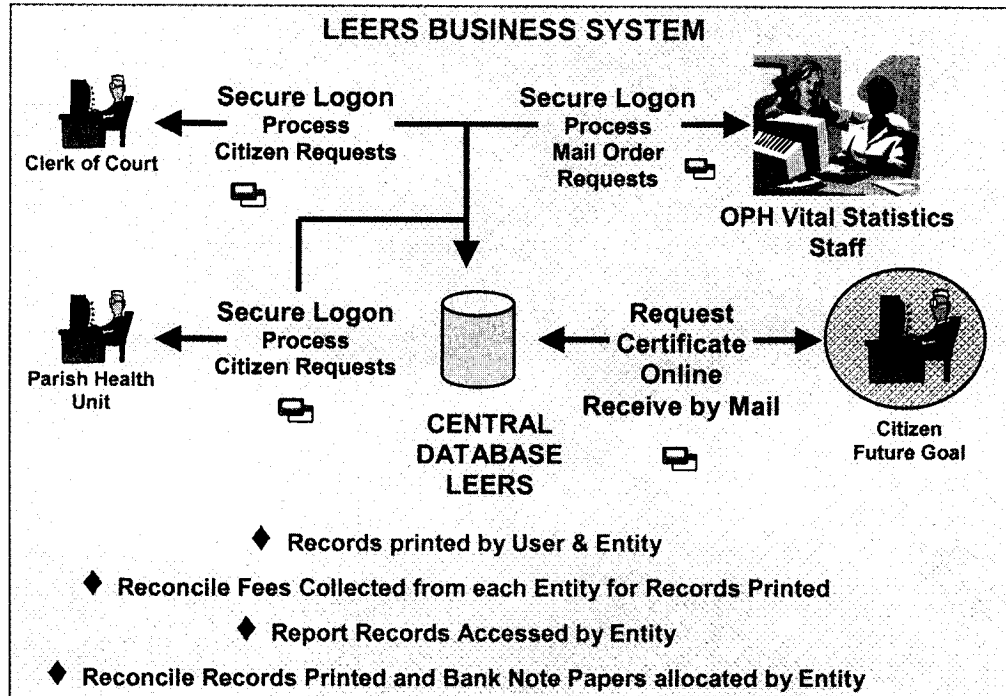 LEERS BUSINESS SYSTEM
Clerk of Court
Secure Logon
Process
Citizen Requests
Secure Logon
Process
Mail Order
Requests
OPH Vital Statistics
Staff
Parish Health
Unit
Secure Logon
Process
Citizen Requests
CENTRAL
DATABASE
LEERS
Request
Certificate
Online
Receive by Mail
Citizen
Future Goal
♦ Records printed by User & Entity
♦ Reconcile Fees Collected from each Entity for Records Printed
♦ Report Records Accessed by Entity
♦ Reconcile Records Printed and Bank Note Papers allocated by Entity